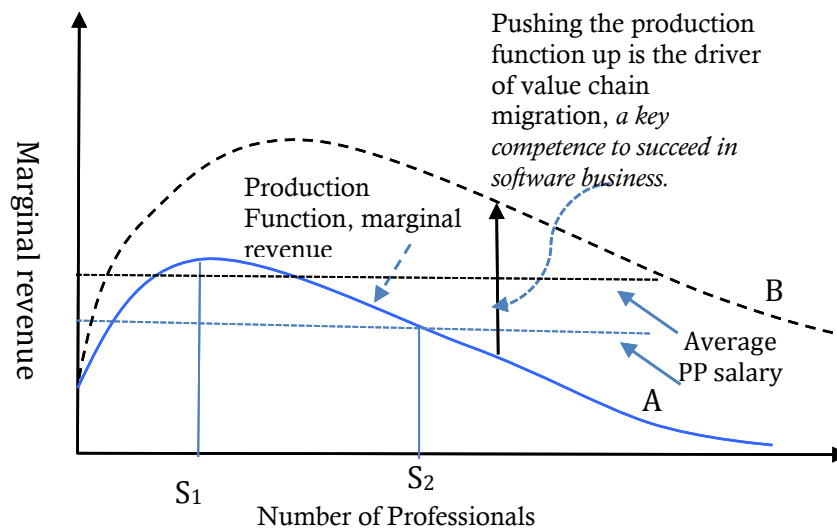 Pushing the production
function up is the driver
of value chain
migration, a key
competence to succeed in
software business.
Production
Function, marginal
revenue
Marginal revenue
B
Average
PP salary
A
S1
S2
Number of Professionals